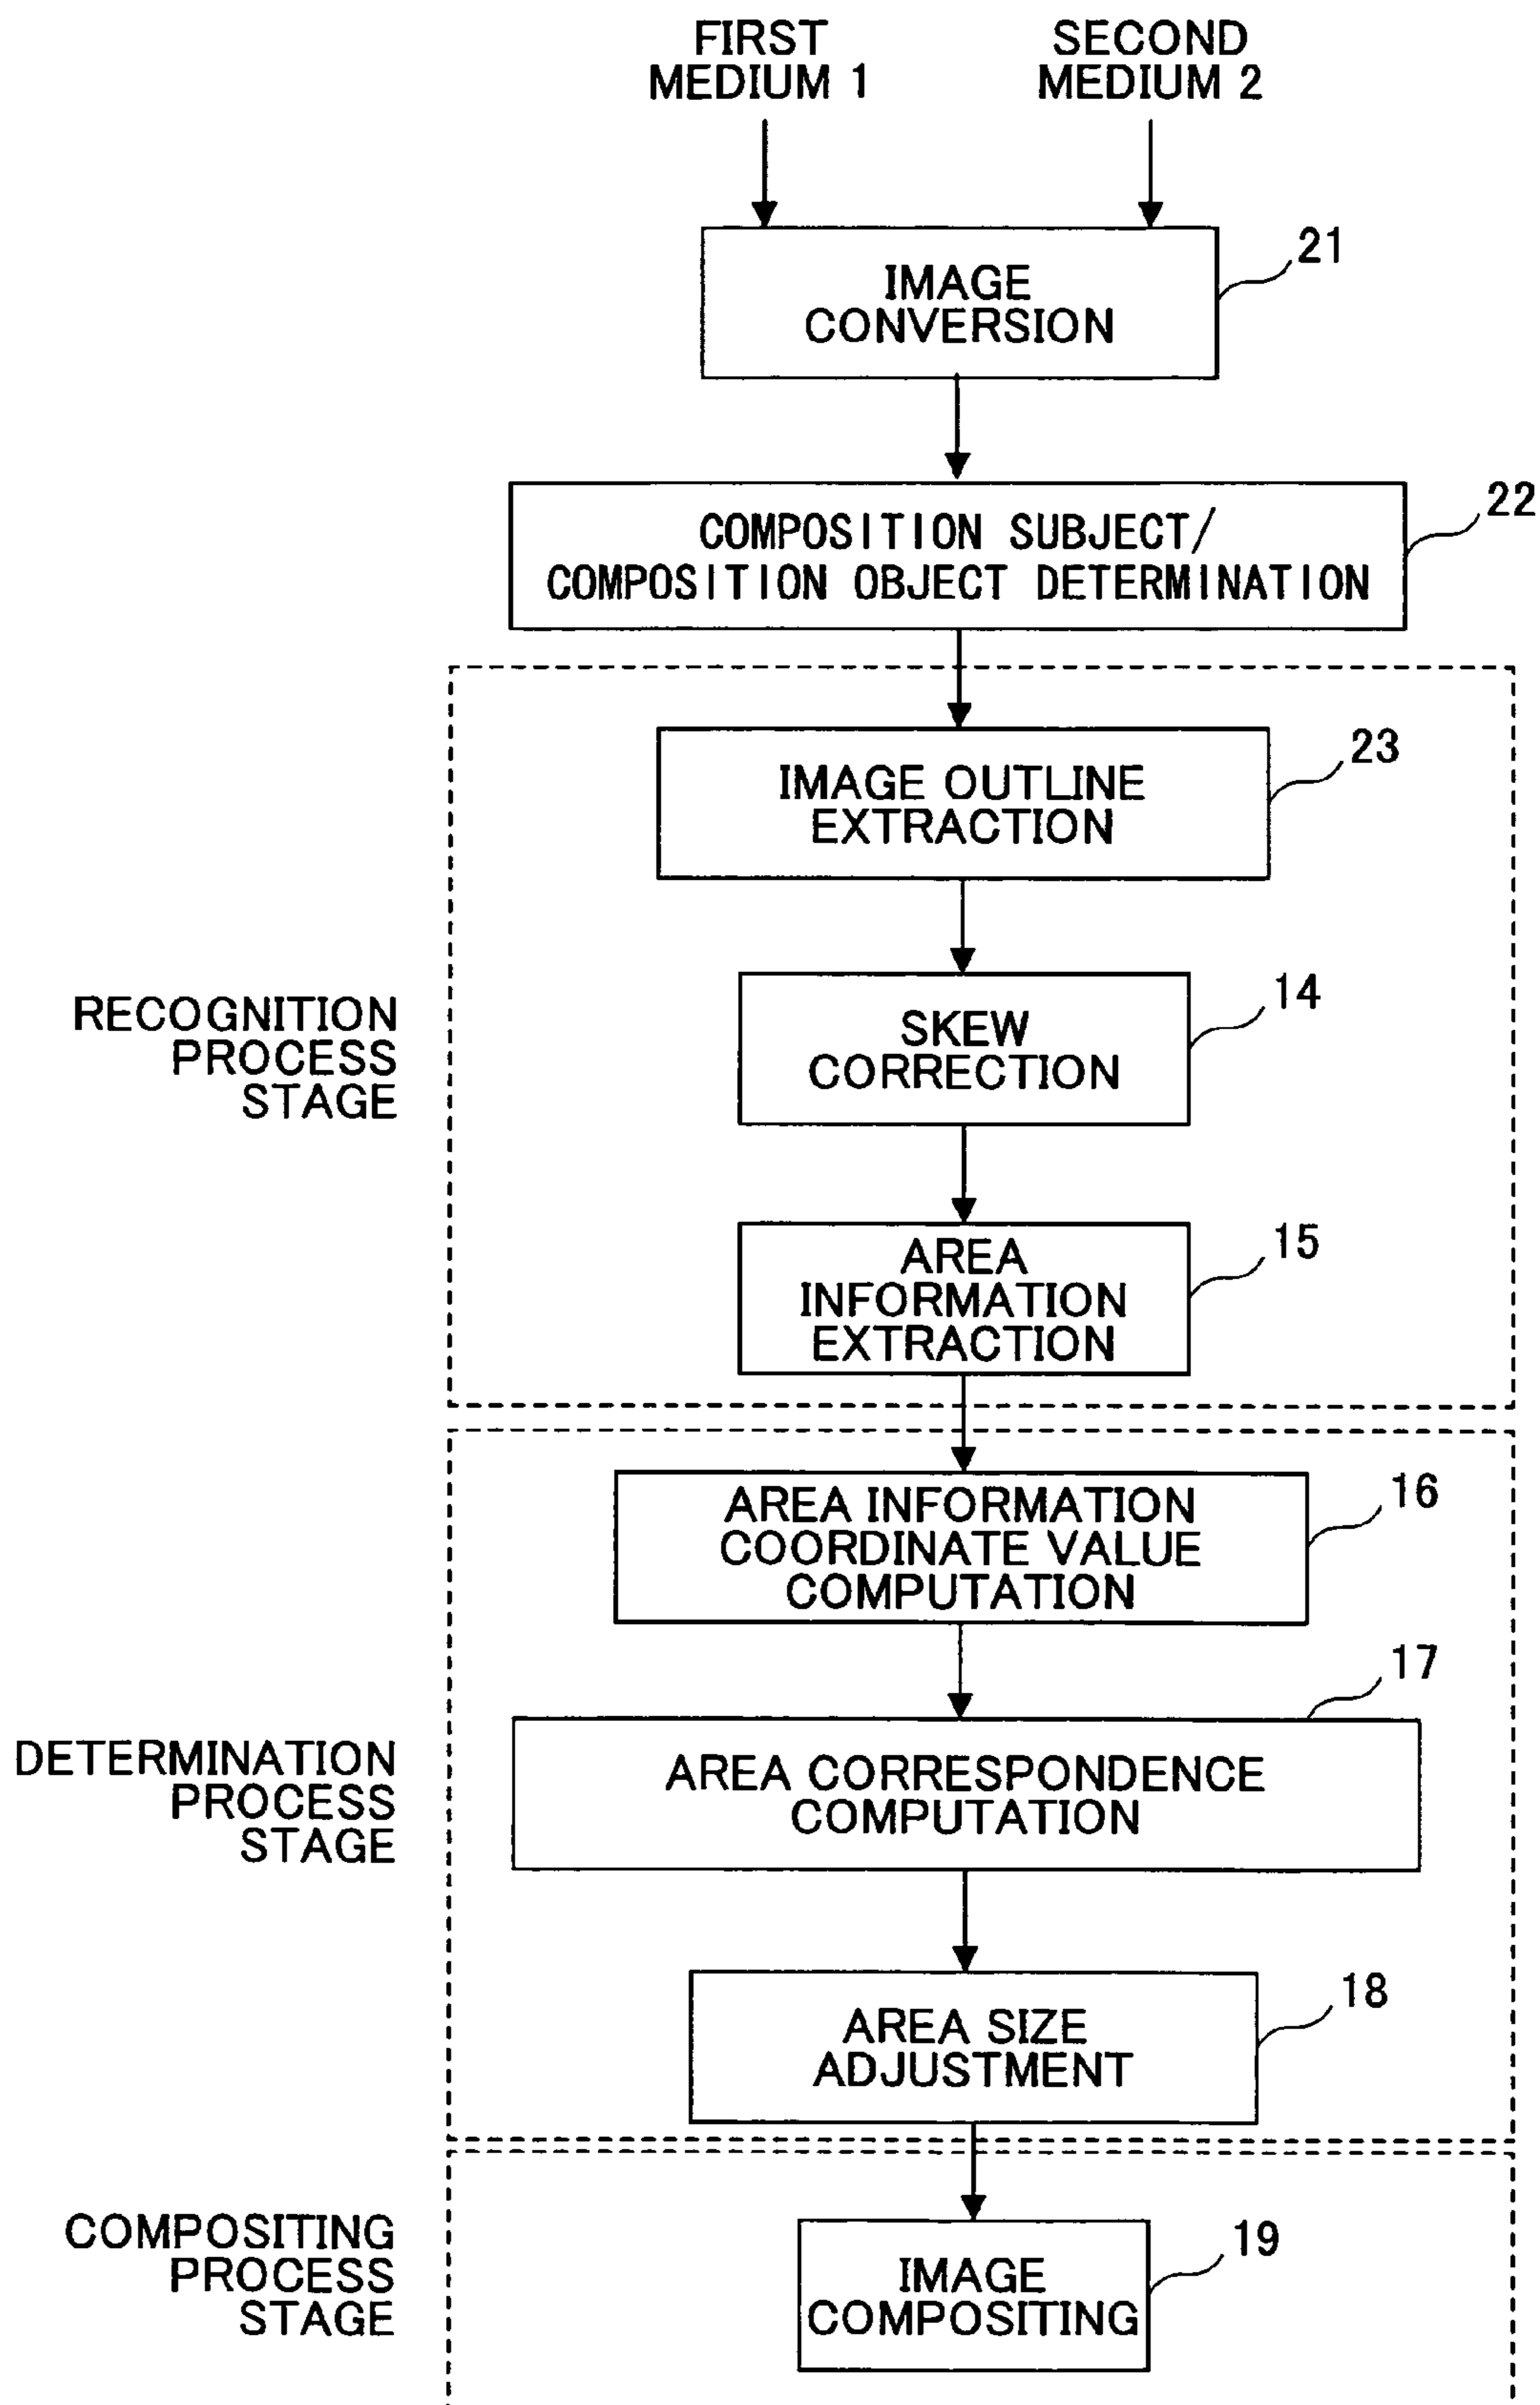 FIRST
MEDIUM 1
SECOND
MEDIUM 2
21
IMAGE
CONVERSION
22
COMPOSITION SUBJECT/
COMPOSITION OBJECT DETERMINATION
23
IMAGE OUTLINE
EXTRACTION
RECOGNITION
PROCESS
STAGE
14
SKEW
CORRECTION
15
AREA
INFORMATION
EXTRACTION
16
AREA INFORMATION
COORDINATE VALUE
COMPUTATION
17
DETERMINATION
PROCESS
STAGE
AREA CORRESPONDENCE
COMPUTATION
18
AREA SIZE
ADJUSTMENT
COMPOSITING
PROCESS
STAGE
19
IMAGE
COMPOSITING